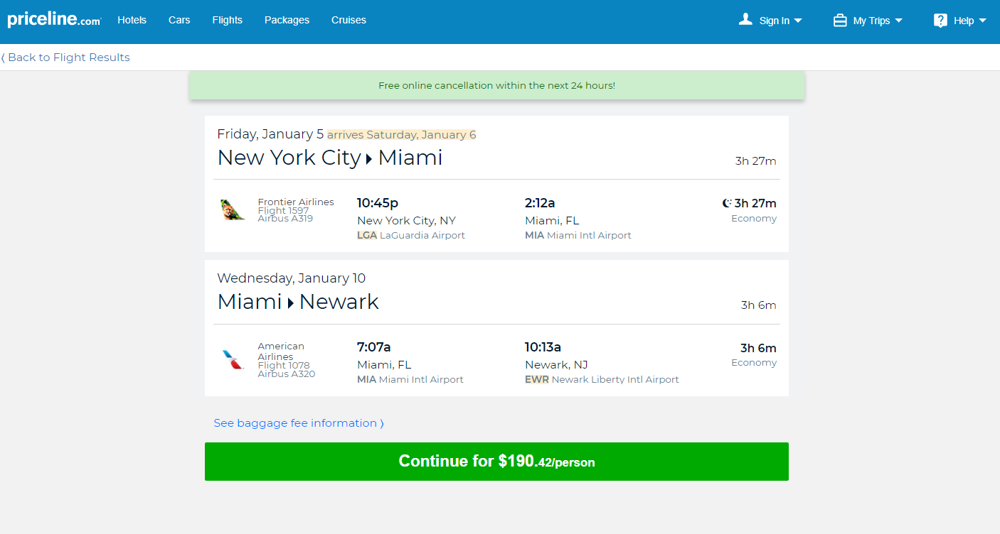 priceline.com Hotels Cars Flights Packages Cruises Sign In My Trips ? Help
⟨ Back to Flight Results
Free online cancellation within the next 24 hours!
Friday, January 5 arrives Saturday, January 6
New York City Miami 3h 27m
Frontier Airlines
Flight 1597
Airbus A319
10:45p
New York City, NY
LGA LaGuardia Airport
2:12a
Miami, FL
MIA Miami Intl Airport
3h 27m
Economy
Wednesday, January 10
Miami Newark 3h 6m
American
Airlines
Flight 1078
Airbus A320
7:07a
Miami, FL
MIA Miami Intl Airport
10:13a
Newark, NJ
EWR Newark Liberty Intl Airport
3h 6m
Economy
See baggage fee information ⟩
Continue for $190.42/person